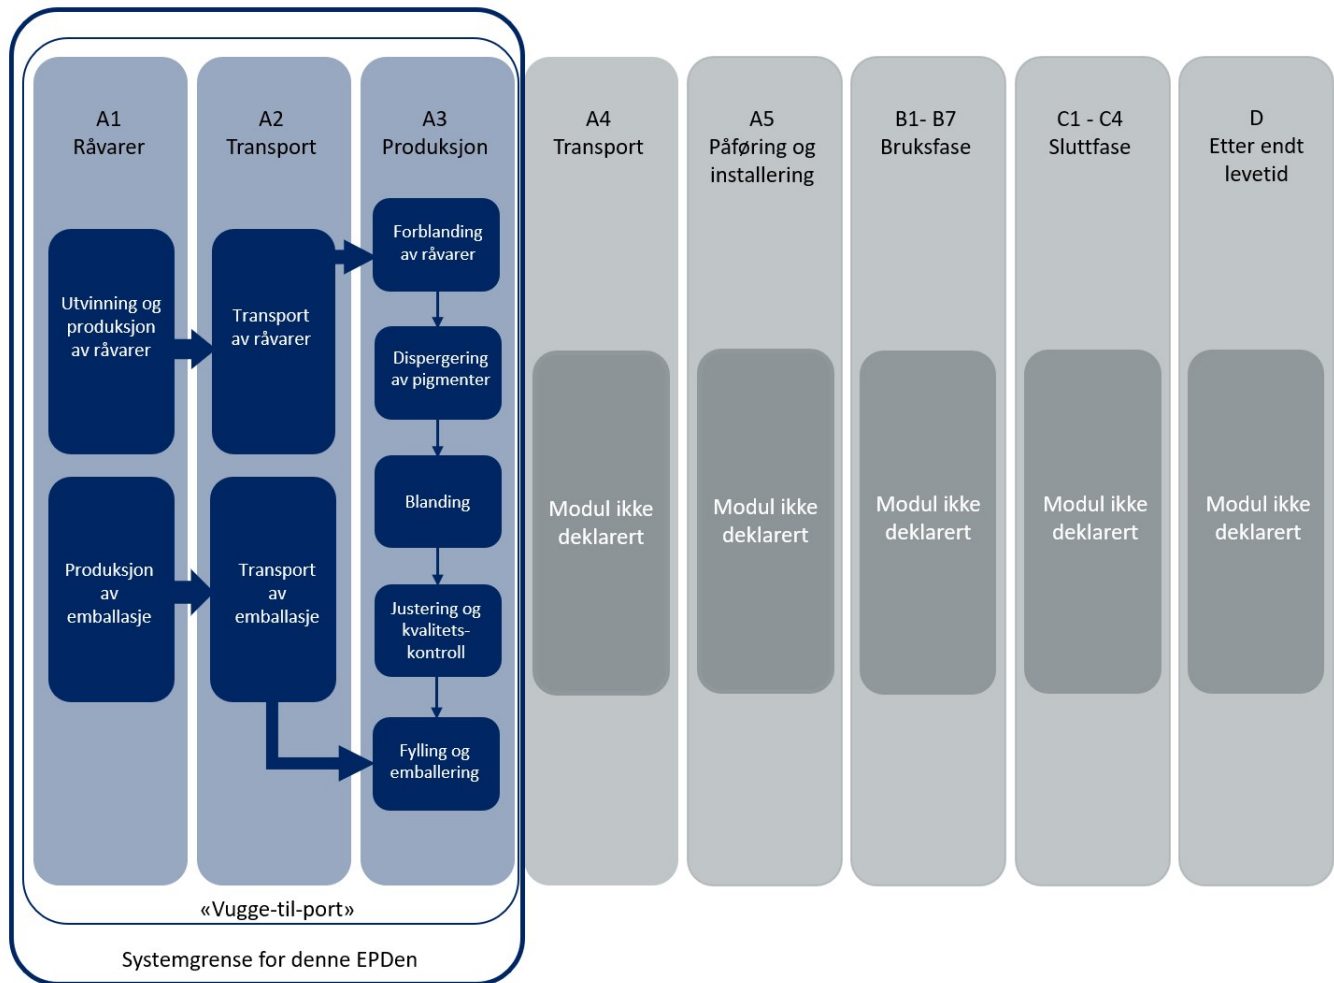 A1
Råvarer
A2
Transport
A3
Produksjon
A4
Transport
A5
Påføring og
installering
B1- B7
Bruksfase
C1 - C4
Sluttfase
D
Etter endt
levetid
Utvinning og
produksjon
av råvarer
Transport
av råvarer
Forblanding
av råvarer
Dispergering
av pigmenter
Blanding
Produksjon
av
emballasje
Transport
av
emballasje
Justering og
kvalitets-
kontroll
Fylling og
emballering
Modul ikke
deklarert
Modul ikke
deklarert
Modul ikke
deklarert
Modul ikke
deklarert
Modul ikke
deklarert
«Vugge-til-port»
Systemgrense for denne EPDen